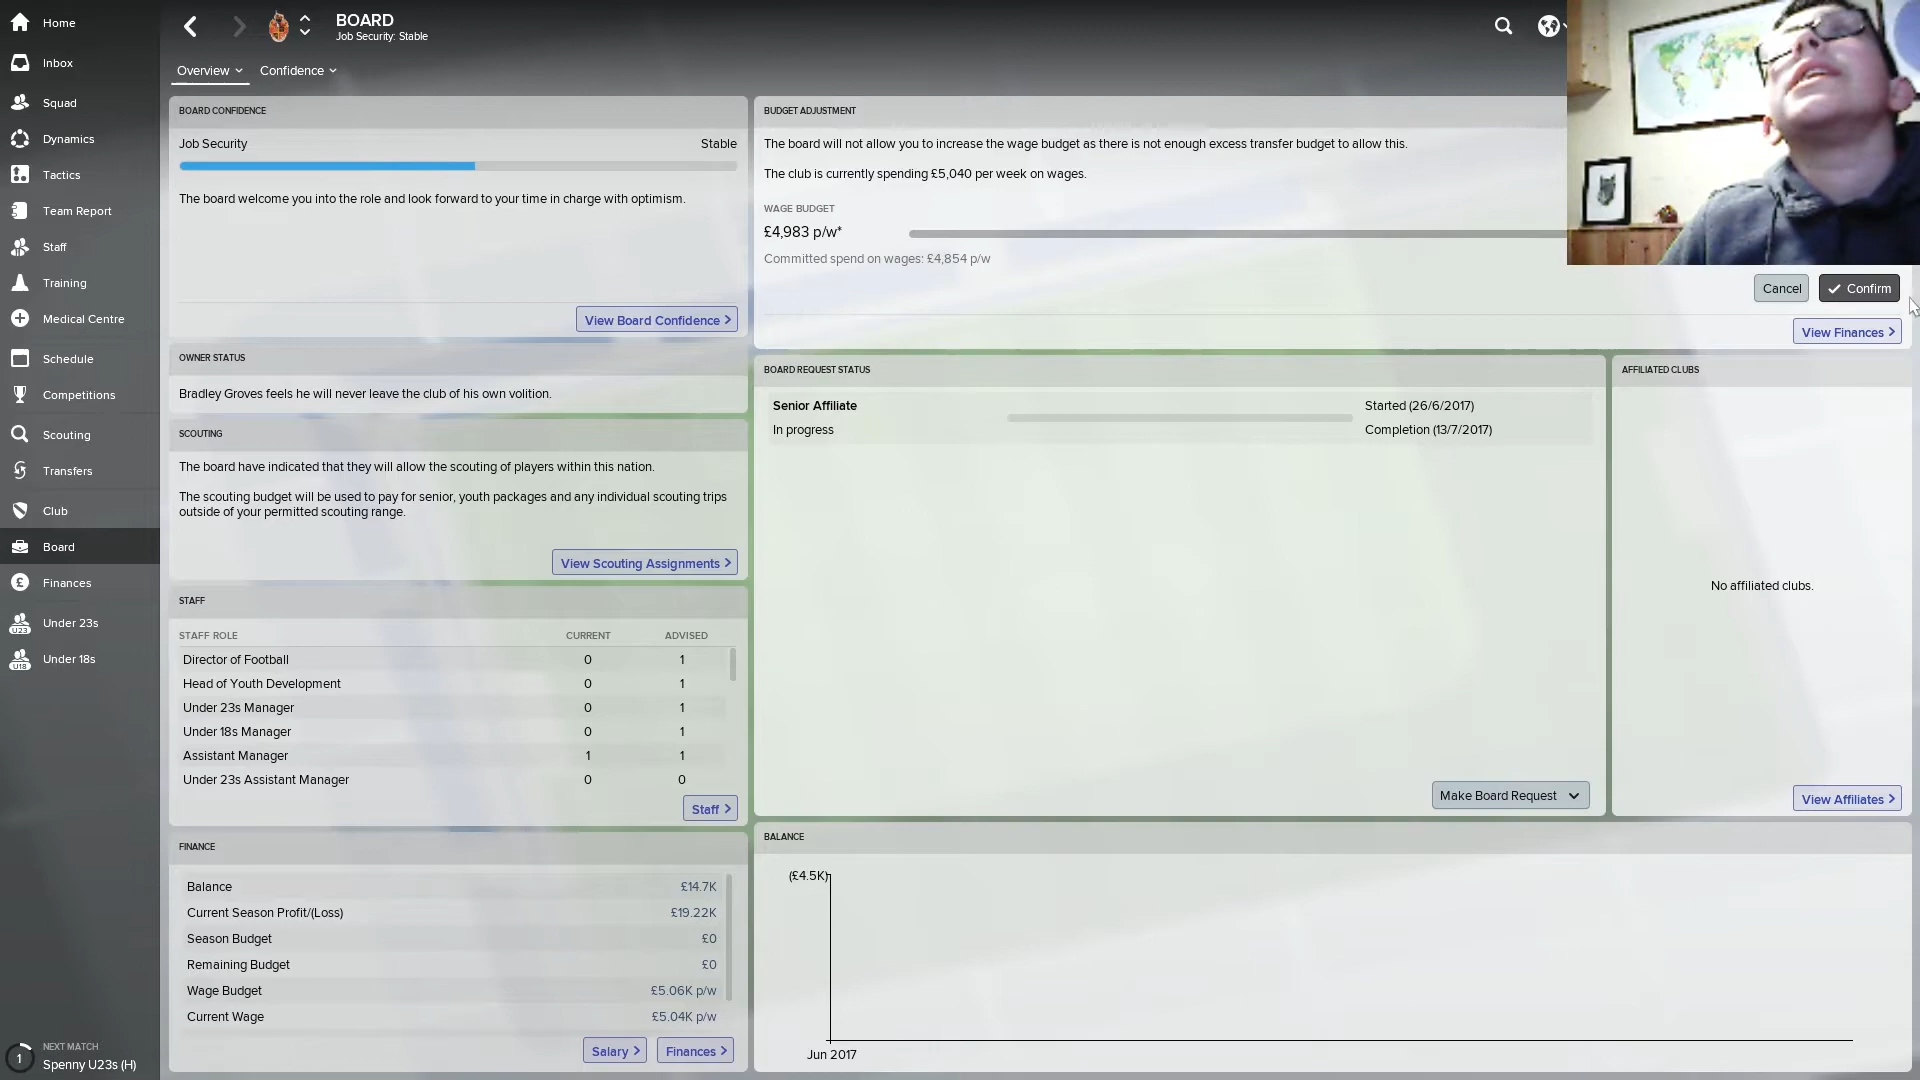 Home
Inbox
Squad
Dynamics
Tactics
Team Report
Staff
Training
Medical Centre
Schedule
Competitions
Scouting
Transfers
Club
Board
Finances
U23
Under 23s
U18
Under 18s
1
NEXT MATCH
Spenny U23s (H)
BOARD
Job Security: Stable
Overview
Confidence
BOARD CONFIDENCE
Job Security Stable
The board welcome you into the role and look forward to your time in charge with optimism.
View Board Confidence >
OWNER STATUS
Bradley Groves feels he will never leave the club of his own volition.
SCOUTING
The board have indicated that they will allow the scouting of players within this nation.
The scouting budget will be used to pay for senior, youth packages and any individual scouting trips
outside of your permitted scouting range.
View Scouting Assignments >
STAFF
STAFF ROLE CURRENT ADVISED
Director of Football 0 1
Head of Youth Development 0 1
Under 23s Manager 0 1
Under 18s Manager 0 1
Assistant Manager 1 1
Under 23s Assistant Manager 0 0
Staff >
FINANCE
Balance £14.7K
Current Season Profit/(Loss) £19.22K
Season Budget £0
Remaining Budget £0
Wage Budget £5.06K p/w
Current Wage £5.04K p/w
Salary > Finances >
BUDGET ADJUSTMENT
The board will not allow you to increase the wage budget as there is not enough excess transfer budget to allow this.
The club is currently spending £5,040 per week on wages.
WAGE BUDGET
£4,983 p/w*
Committed spend on wages: £4,854 p/w
Cancel Confirm
View Finances >
BOARD REQUEST STATUS
Senior Affiliate Started (26/6/2017)
In progress Completion (13/7/2017)
Make Board Request
AFFILIATED CLUBS
No affiliated clubs.
View Affiliates >
BALANCE
(£4.5K)
Jun 2017